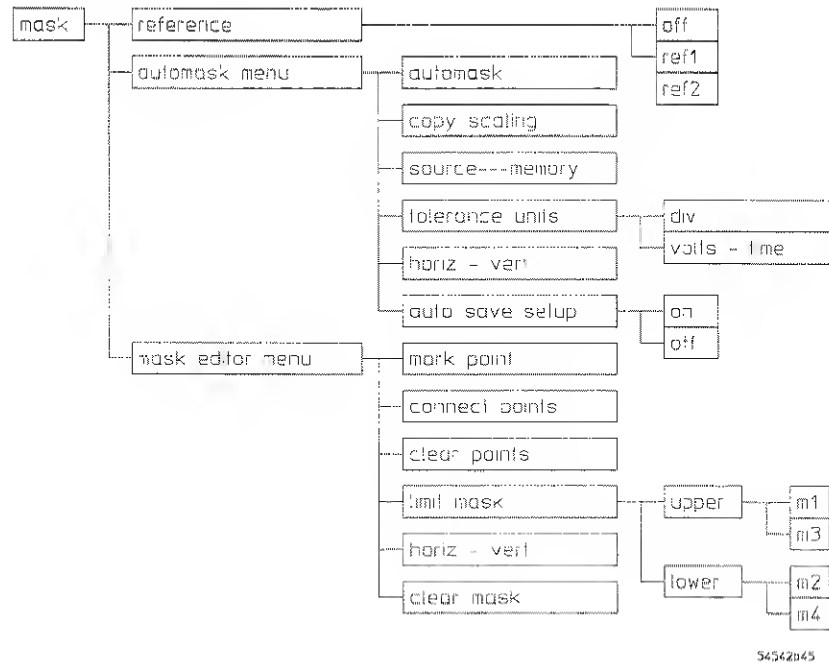 mask
reference
off
ref1
ref2
automask menu
automask
copy scaling
source---memory
tolerance units
div
volts - time
horiz - vert
auto save setup
on
off
mask editor menu
mark point
connect points
clear points
limit mask
upper
m1
m3
horiz - vert
lower
m2
m4
clear mask
54542b45